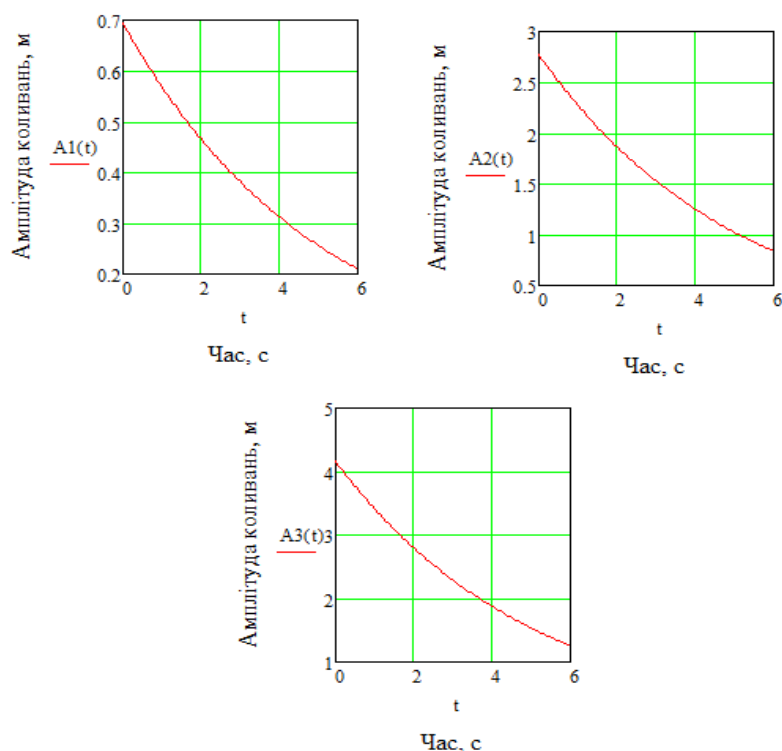 Амплітуда коливань, м
A1(t)
0.7
0.6
0.5
0.4
0.3
0.2
0 2 4 6
t
Час, с
Амплітуда коливань, м
A2(t)
3
2.5
2
1.5
1
0.5
0 2 4 6
t
Час, с
Амплітуда коливань, м
5
4
A3(t) 3
2
1
0 2 4 6
t
Час, с